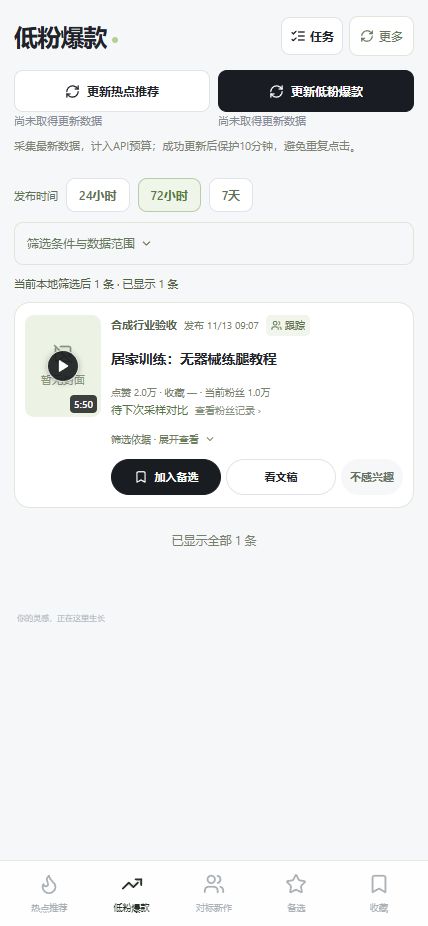 低粉爆款
任务
更多
更新热点推荐
更新低粉爆款
尚未取得更新数据
尚未取得更新数据
采集最新数据，计入API预算；成功更新后保护10分钟，避免重复点击。
发布时间
24小时
72小时
7天
筛选条件与数据范围
当前本地筛选后 1 条 · 已显示 1 条
合成行业验收 发布 11/13 09:07 跟踪
居家训练：无器械练腿教程
暂无封面
5:50
点赞 2.0万 · 收藏 — · 当前粉丝 1.0万
待下次采样对比 查看粉丝记录 ›
筛选依据 · 展开查看
加入备选
看文稿
不感兴趣
已显示全部 1 条
你的灵感，正在这里生长
热点推荐
低粉爆款
对标新作
备选
收藏